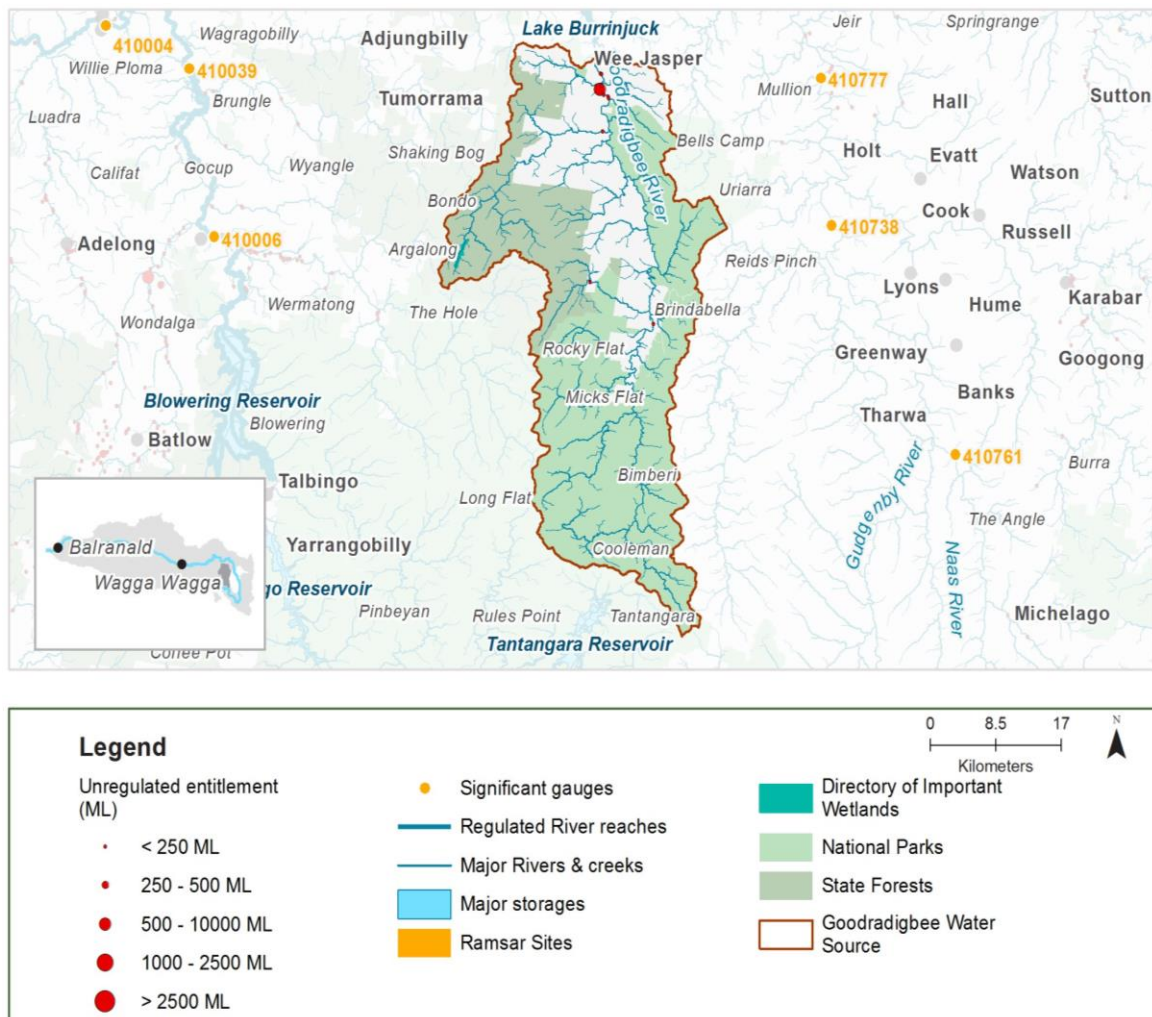 Lake Burrinjuck
Jeir
Springrange
410004
Wagragobilly
Adjungbilly
Wee Jasper
Willie Ploma
410039
410777
Mullion
Brungle
Tumorrama
Hall
Sutton
Luadra
Goodradigbee River
Bells Camp
Shaking Bog
Holt
Evatt
Gocup
Wyangle
Califat
Watson
Uriarra
Bondo
Cook
410738
Russell
410006
Adelong
Argalong
Reids Pinch
Lyons
Hume
Karabar
Wermatong
The Hole
Brindabella
Wondalga
Rocky Flat
Greenway
Googong
Blowering Reservoir
Micks Flat
Banks
Blowering
Tharwa
Batlow
410761
Burra
Bimberi
Talbingo
Long Flat
Gudgenby River
The Angle
Yarrangobilly
Cooleman
Naas River
Balranald
Wagga Wagga
go Reservoir
Pinbeyan
Rules Point
Tantangara
Michelago
Tantangara Reservoir
Coffee Pot
0 8.5 17
N
Kilometers
Legend
Unregulated entitlement
(ML)
< 250 ML
250 - 500 ML
500 - 10000 ML
1000 - 2500 ML
> 2500 ML
Significant gauges
Regulated River reaches
Major Rivers & creeks
Major storages
Ramsar Sites
Directory of Important
Wetlands
National Parks
State Forests
Goodradigbee Water
Source